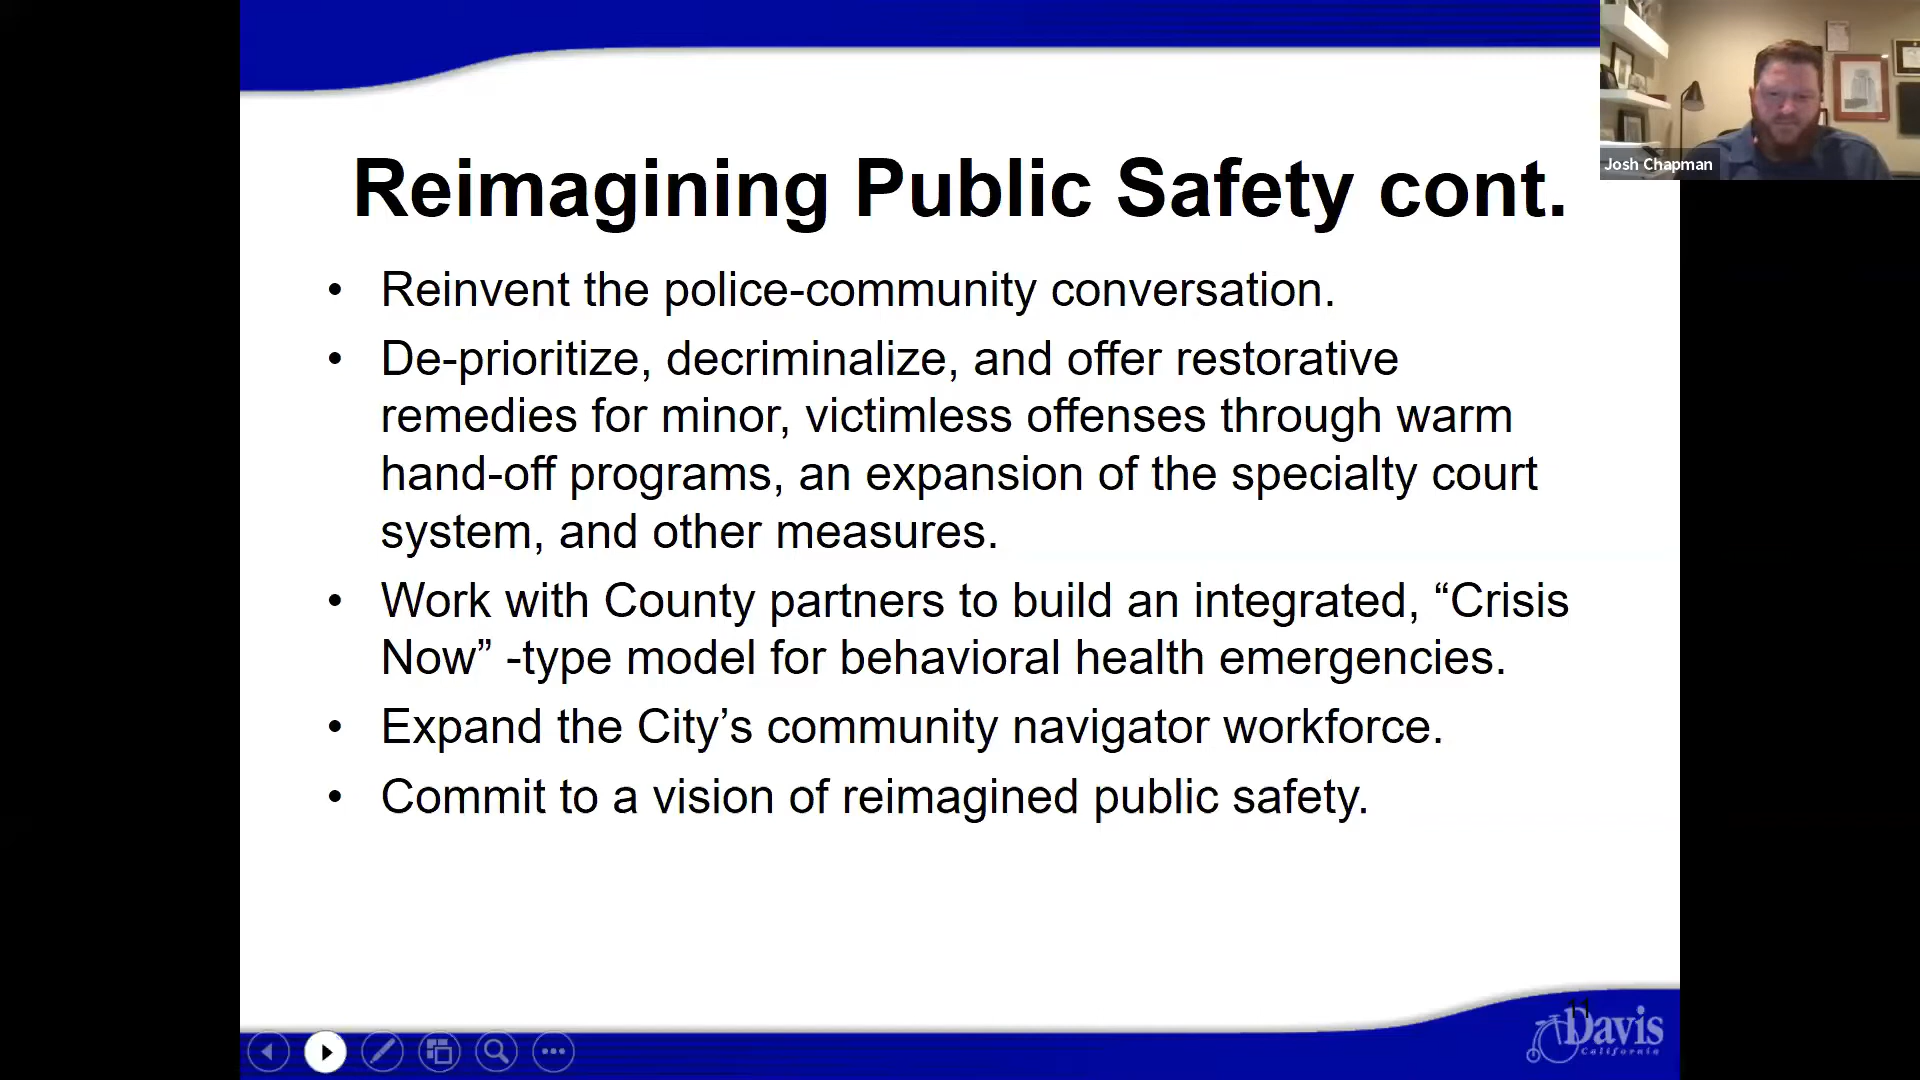 Reimagining Public Safety cont.
• Reinvent the police-community conversation.
• De-prioritize, decriminalize, and offer restorative
remedies for minor, victimless offenses through warm
hand-off programs, an expansion of the specialty court
system, and other measures.
• Work with County partners to build an integrated, “Crisis
Now” -type model for behavioral health emergencies.
• Expand the City’s community navigator workforce.
• Commit to a vision of reimagined public safety.
Josh Chapman
11
Davis
California